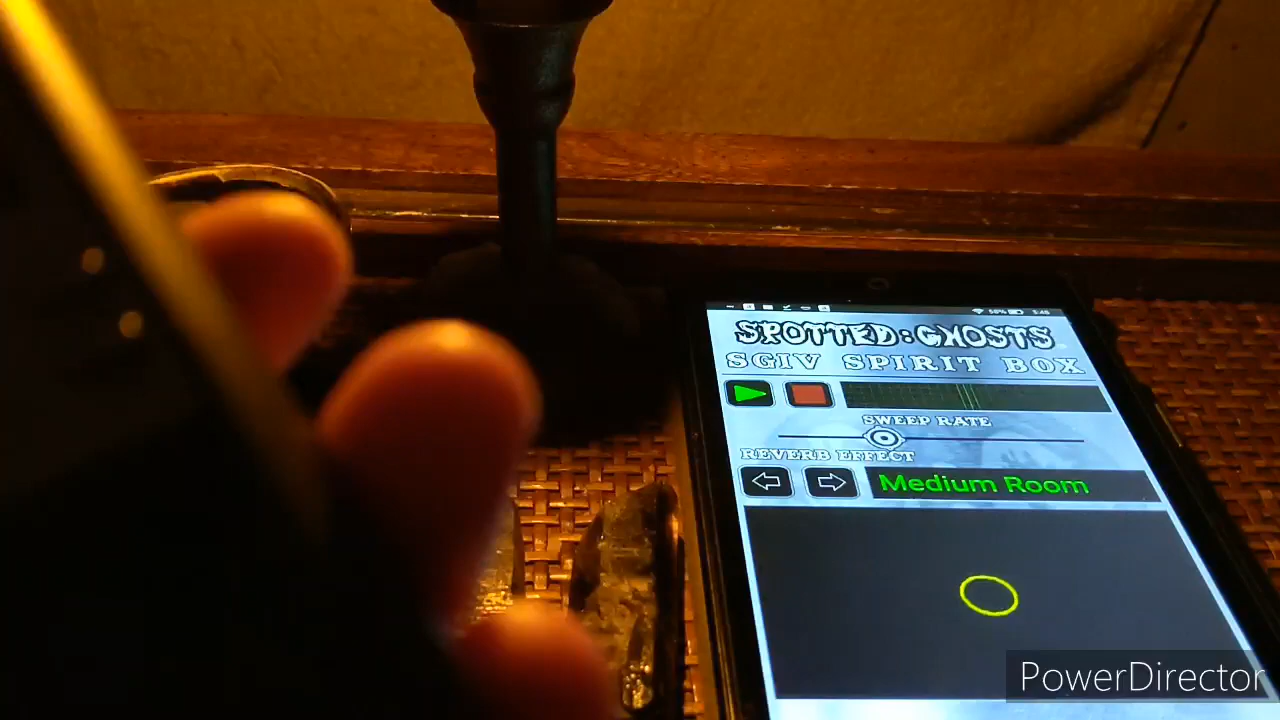 SPOTTED:GHOSTS
SGIV SPIRIT BOX
SWEEP RATE
REVERB EFFECT
Medium Room
PowerDirector